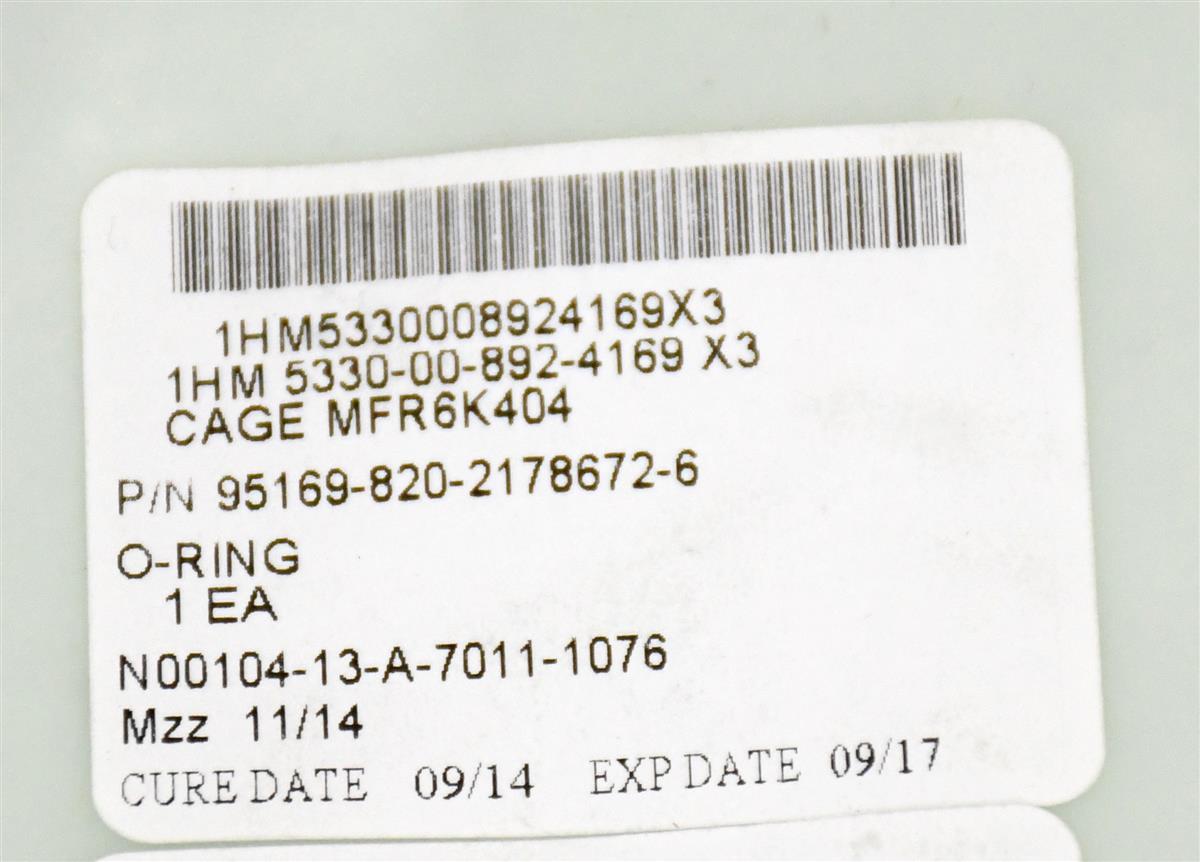 1HM5330008924169X3
1HM 5330-00-892-4169 X3
CAGE MFR6K404
P/N 95169-820-2178672-6
O-RING
1 EA
N00104-13-A-7011-1076
Mzz 11/14
CURE DATE 09/14 EXP DATE 09/17